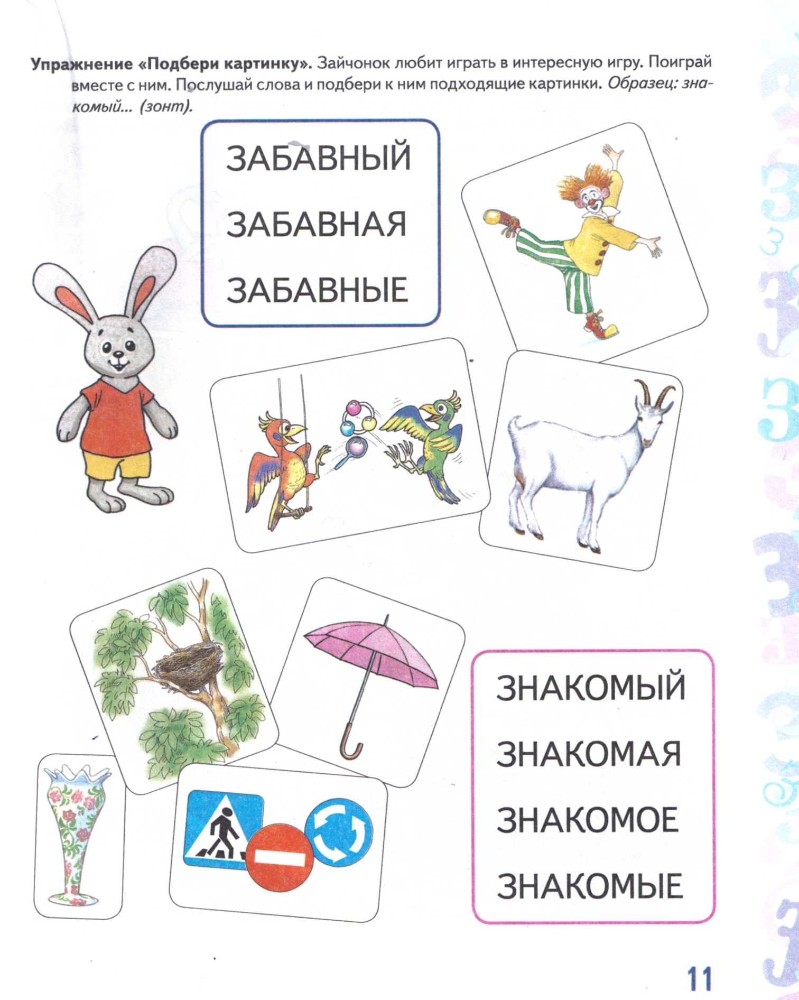 Упражнение «Подбери картинку». Зайчонок любит играть в интересную игру. Поиграй
вместе с ним. Послушай слова и подбери к ним подходящие картинки. Образец: зна-
комый... (зонт).
ЗАБАВНЫЙ
ЗАБАВНАЯ
ЗАБАВНЫЕ
ЗНАКОМЫЙ
ЗНАКОМАЯ
ЗНАКОМОЕ
ЗНАКОМЫЕ
11